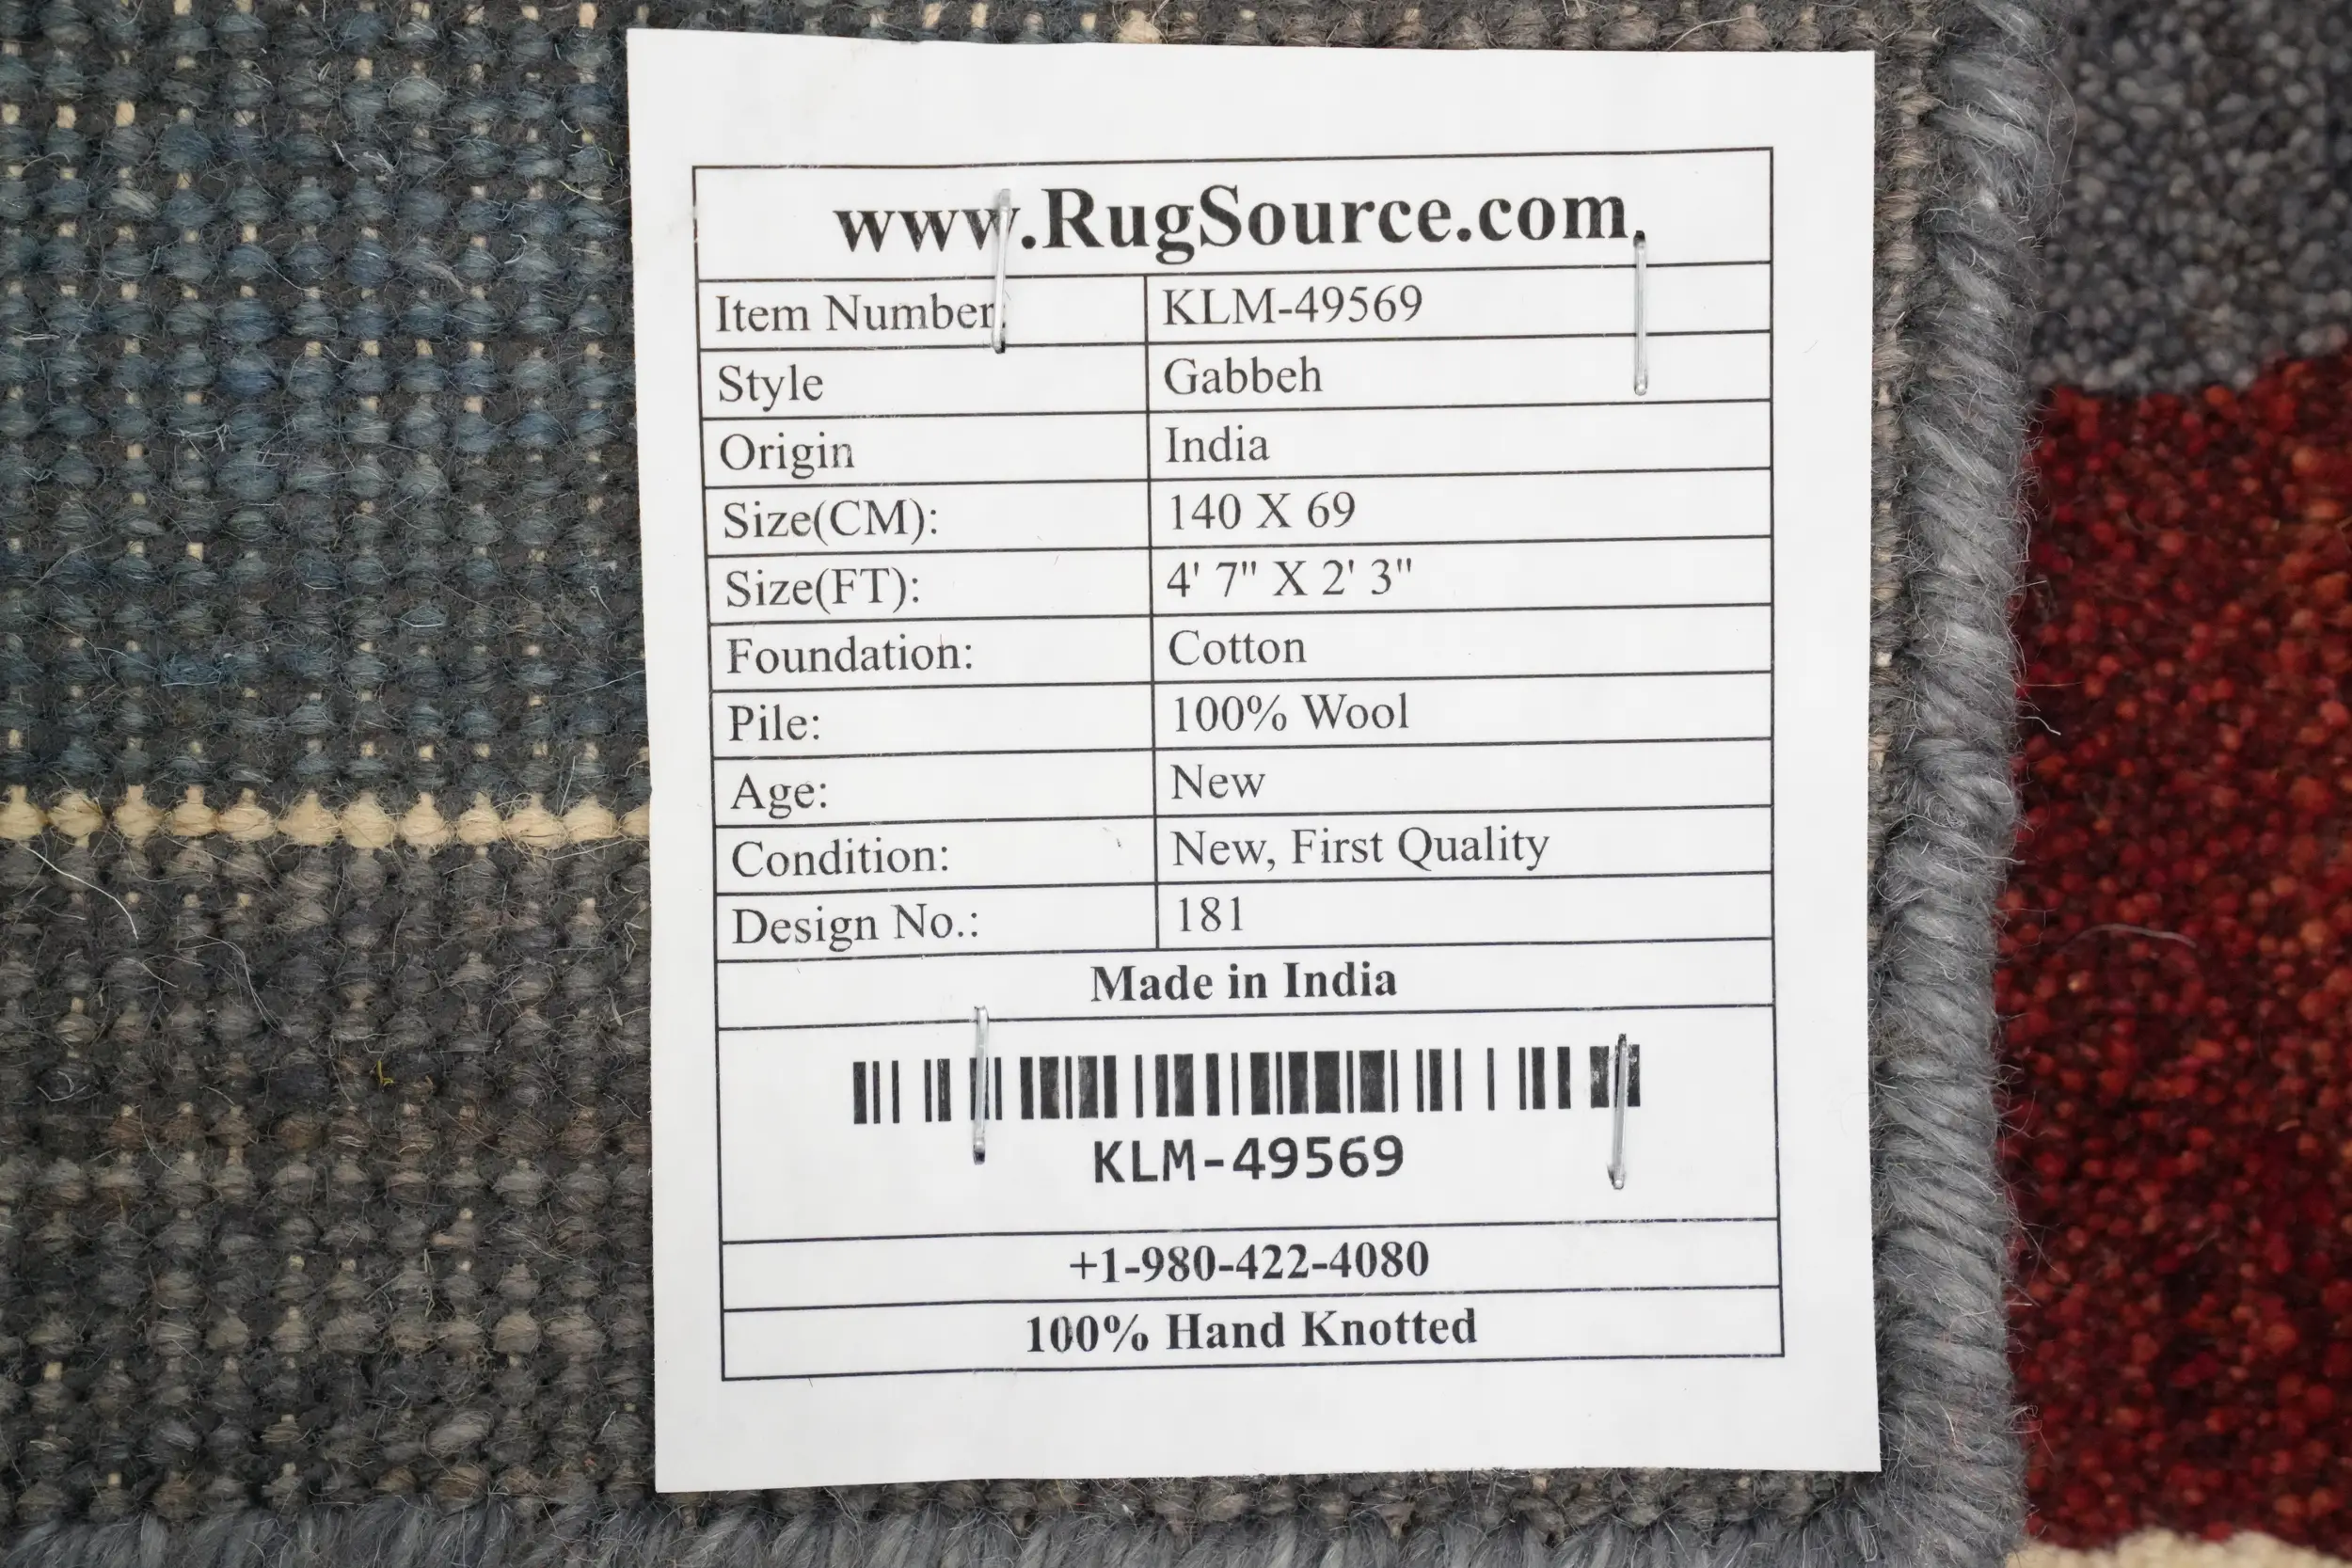 www.RugSource.com
Item Number: KLM-49569
Style Gabbeh
Origin India
Size(CM): 140 X 69
Size(FT): 4' 7" X 2' 3"
Foundation: Cotton
Pile: 100% Wool
Age: New
Condition: New, First Quality
Design No.: 181
Made in India
KLM-49569
+1-980-422-4080
100% Hand Knotted